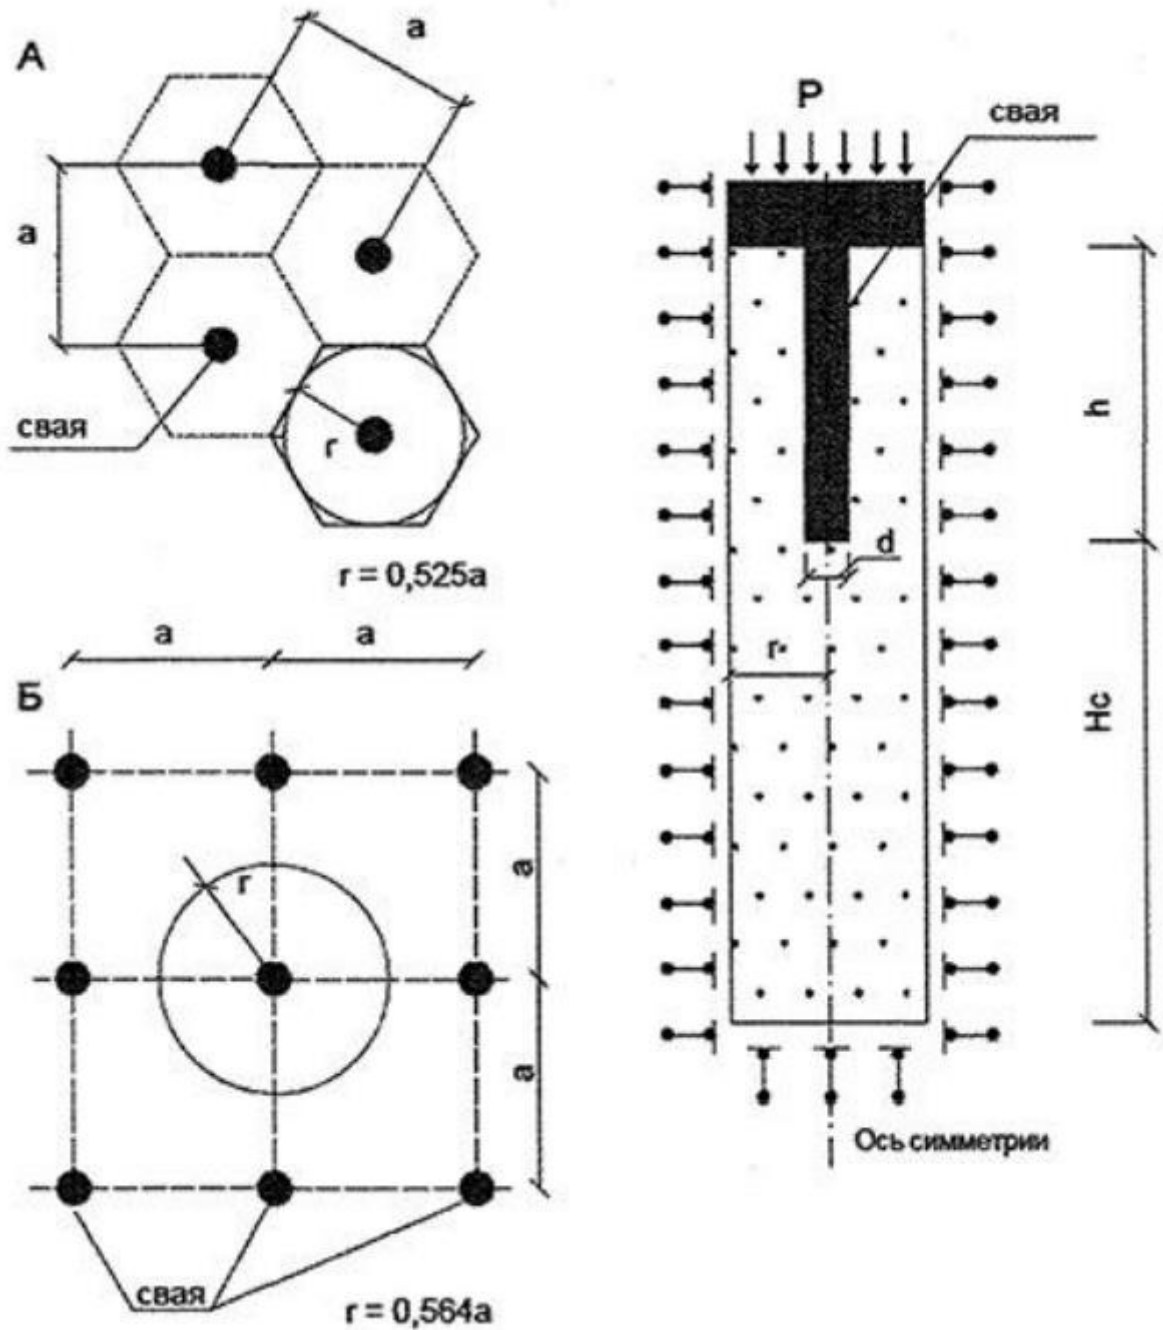 А
a
a
свая
r
r = 0,525a
a
a
Б
r
a
a
свая
r = 0,564a
P
свая
h
d
r
Hc
Ось симметрии